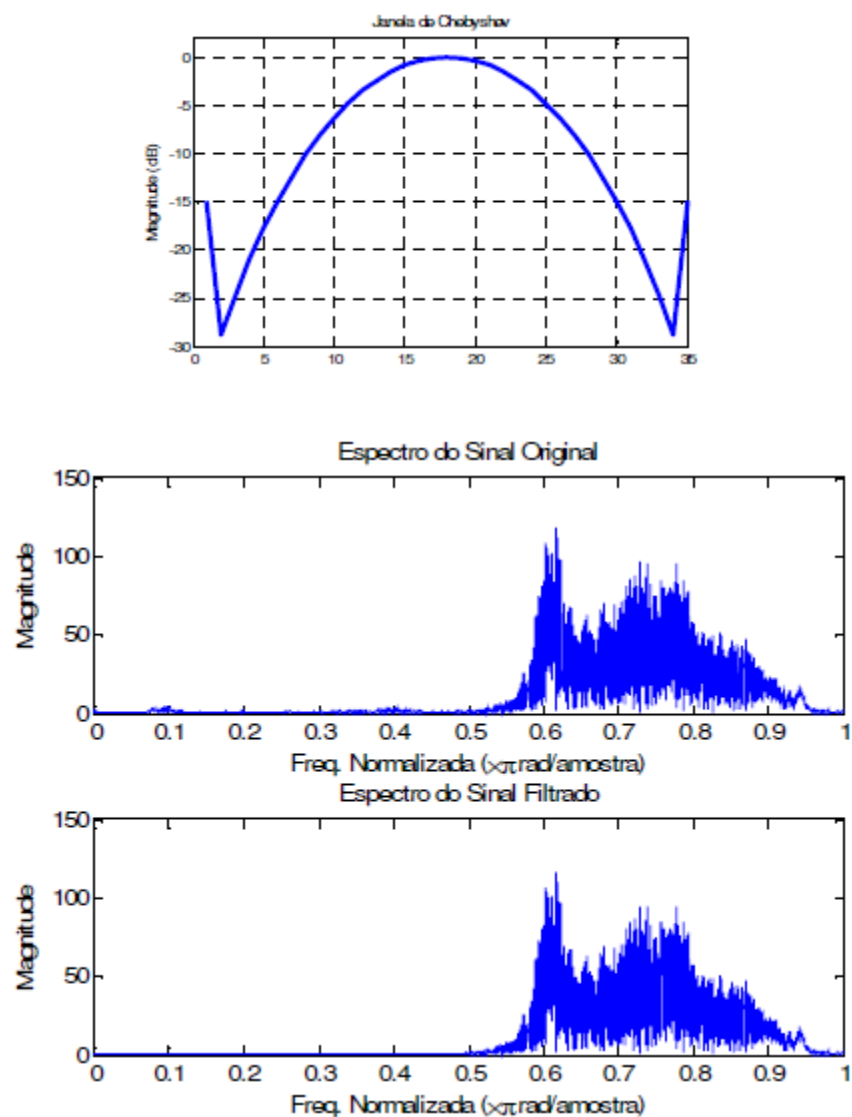 Janela de Chebyshev
0
-5
-10
-15
-20
-25
-30
Magnitude (dB)
0 5 10 15 20 25 30 35
Espectro do Sinal Original
150
100
50
0
Magnitude
0 0.1 0.2 0.3 0.4 0.5 0.6 0.7 0.8 0.9 1
Freq. Normalizada (×π rad/amostra)
Espectro do Sinal Filtrado
150
100
50
0
Magnitude
0 0.1 0.2 0.3 0.4 0.5 0.6 0.7 0.8 0.9 1
Freq. Normalizada (×π rad/amostra)